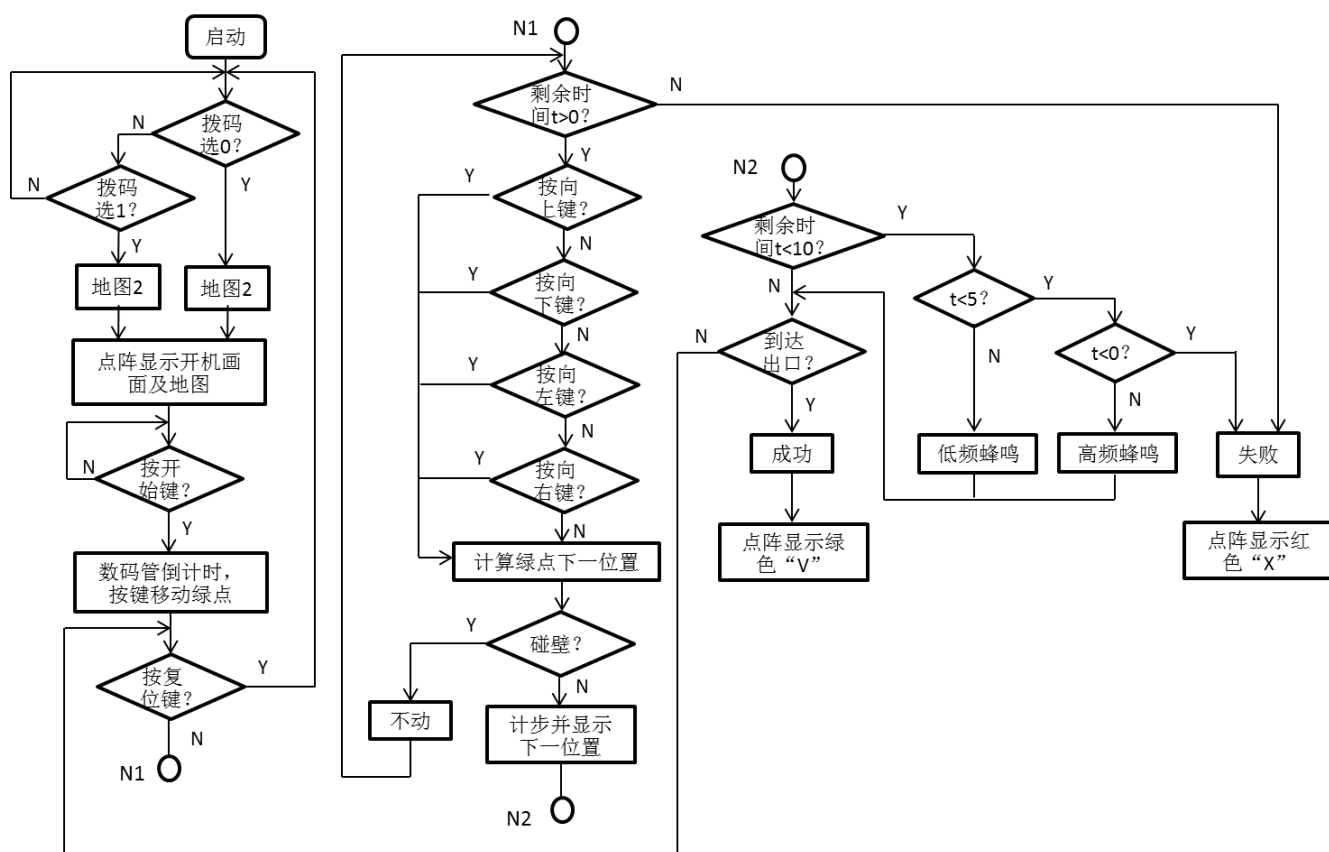 启动
拨码
选0？
N
拨码
选1？
N
Y
Y
地图2
地图2
点阵显示开机画
面及地图
按开
始键？
N
Y
数码管倒计时，
按键移动绿点
按复
位键？
Y
N
N1
N1
剩余时
间t>0？
N
Y
按向
上键？
Y
N
按向
下键？
Y
N
按向
左键？
Y
N
按向
右键？
Y
N
计算绿点下一位置
碰壁？
Y
N
不动
计步并显示
下一位置
N2
N2
剩余时
间t<10？
Y
N
t<5？
Y
N
t<0？
Y
N
到达
出口？
N
Y
成功
低频蜂鸣
高频蜂鸣
失败
点阵显示绿
色“V”
点阵显示红
色“X”